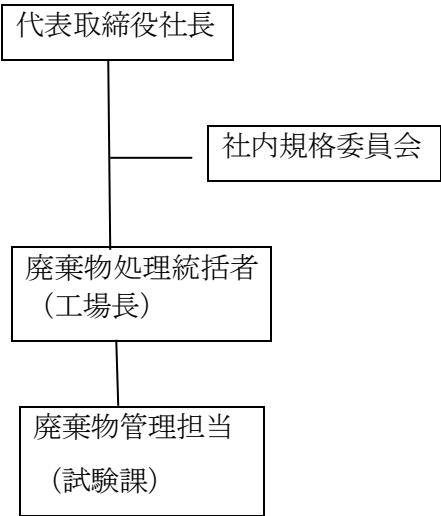 代表取締役社長
社内規格委員会
廃棄物処理統括者
（工場長）
廃棄物管理担当
（試験課）